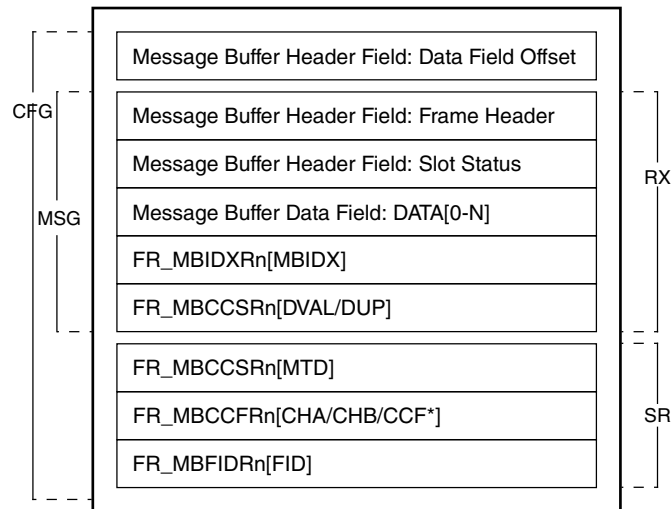 Message Buffer Header Field: Data Field Offset
CFG
Message Buffer Header Field: Frame Header
Message Buffer Header Field: Slot Status
RX
Message Buffer Data Field: DATA[0-N]
MSG
FR_MBIDXRn[MBIDX]
FR_MBCCSRn[DVAL/DUP]
FR_MBCCSRn[MTD]
FR_MBCCFRn[CHA/CHB/CCF*]
SR
FR_MBFIDRn[FID]